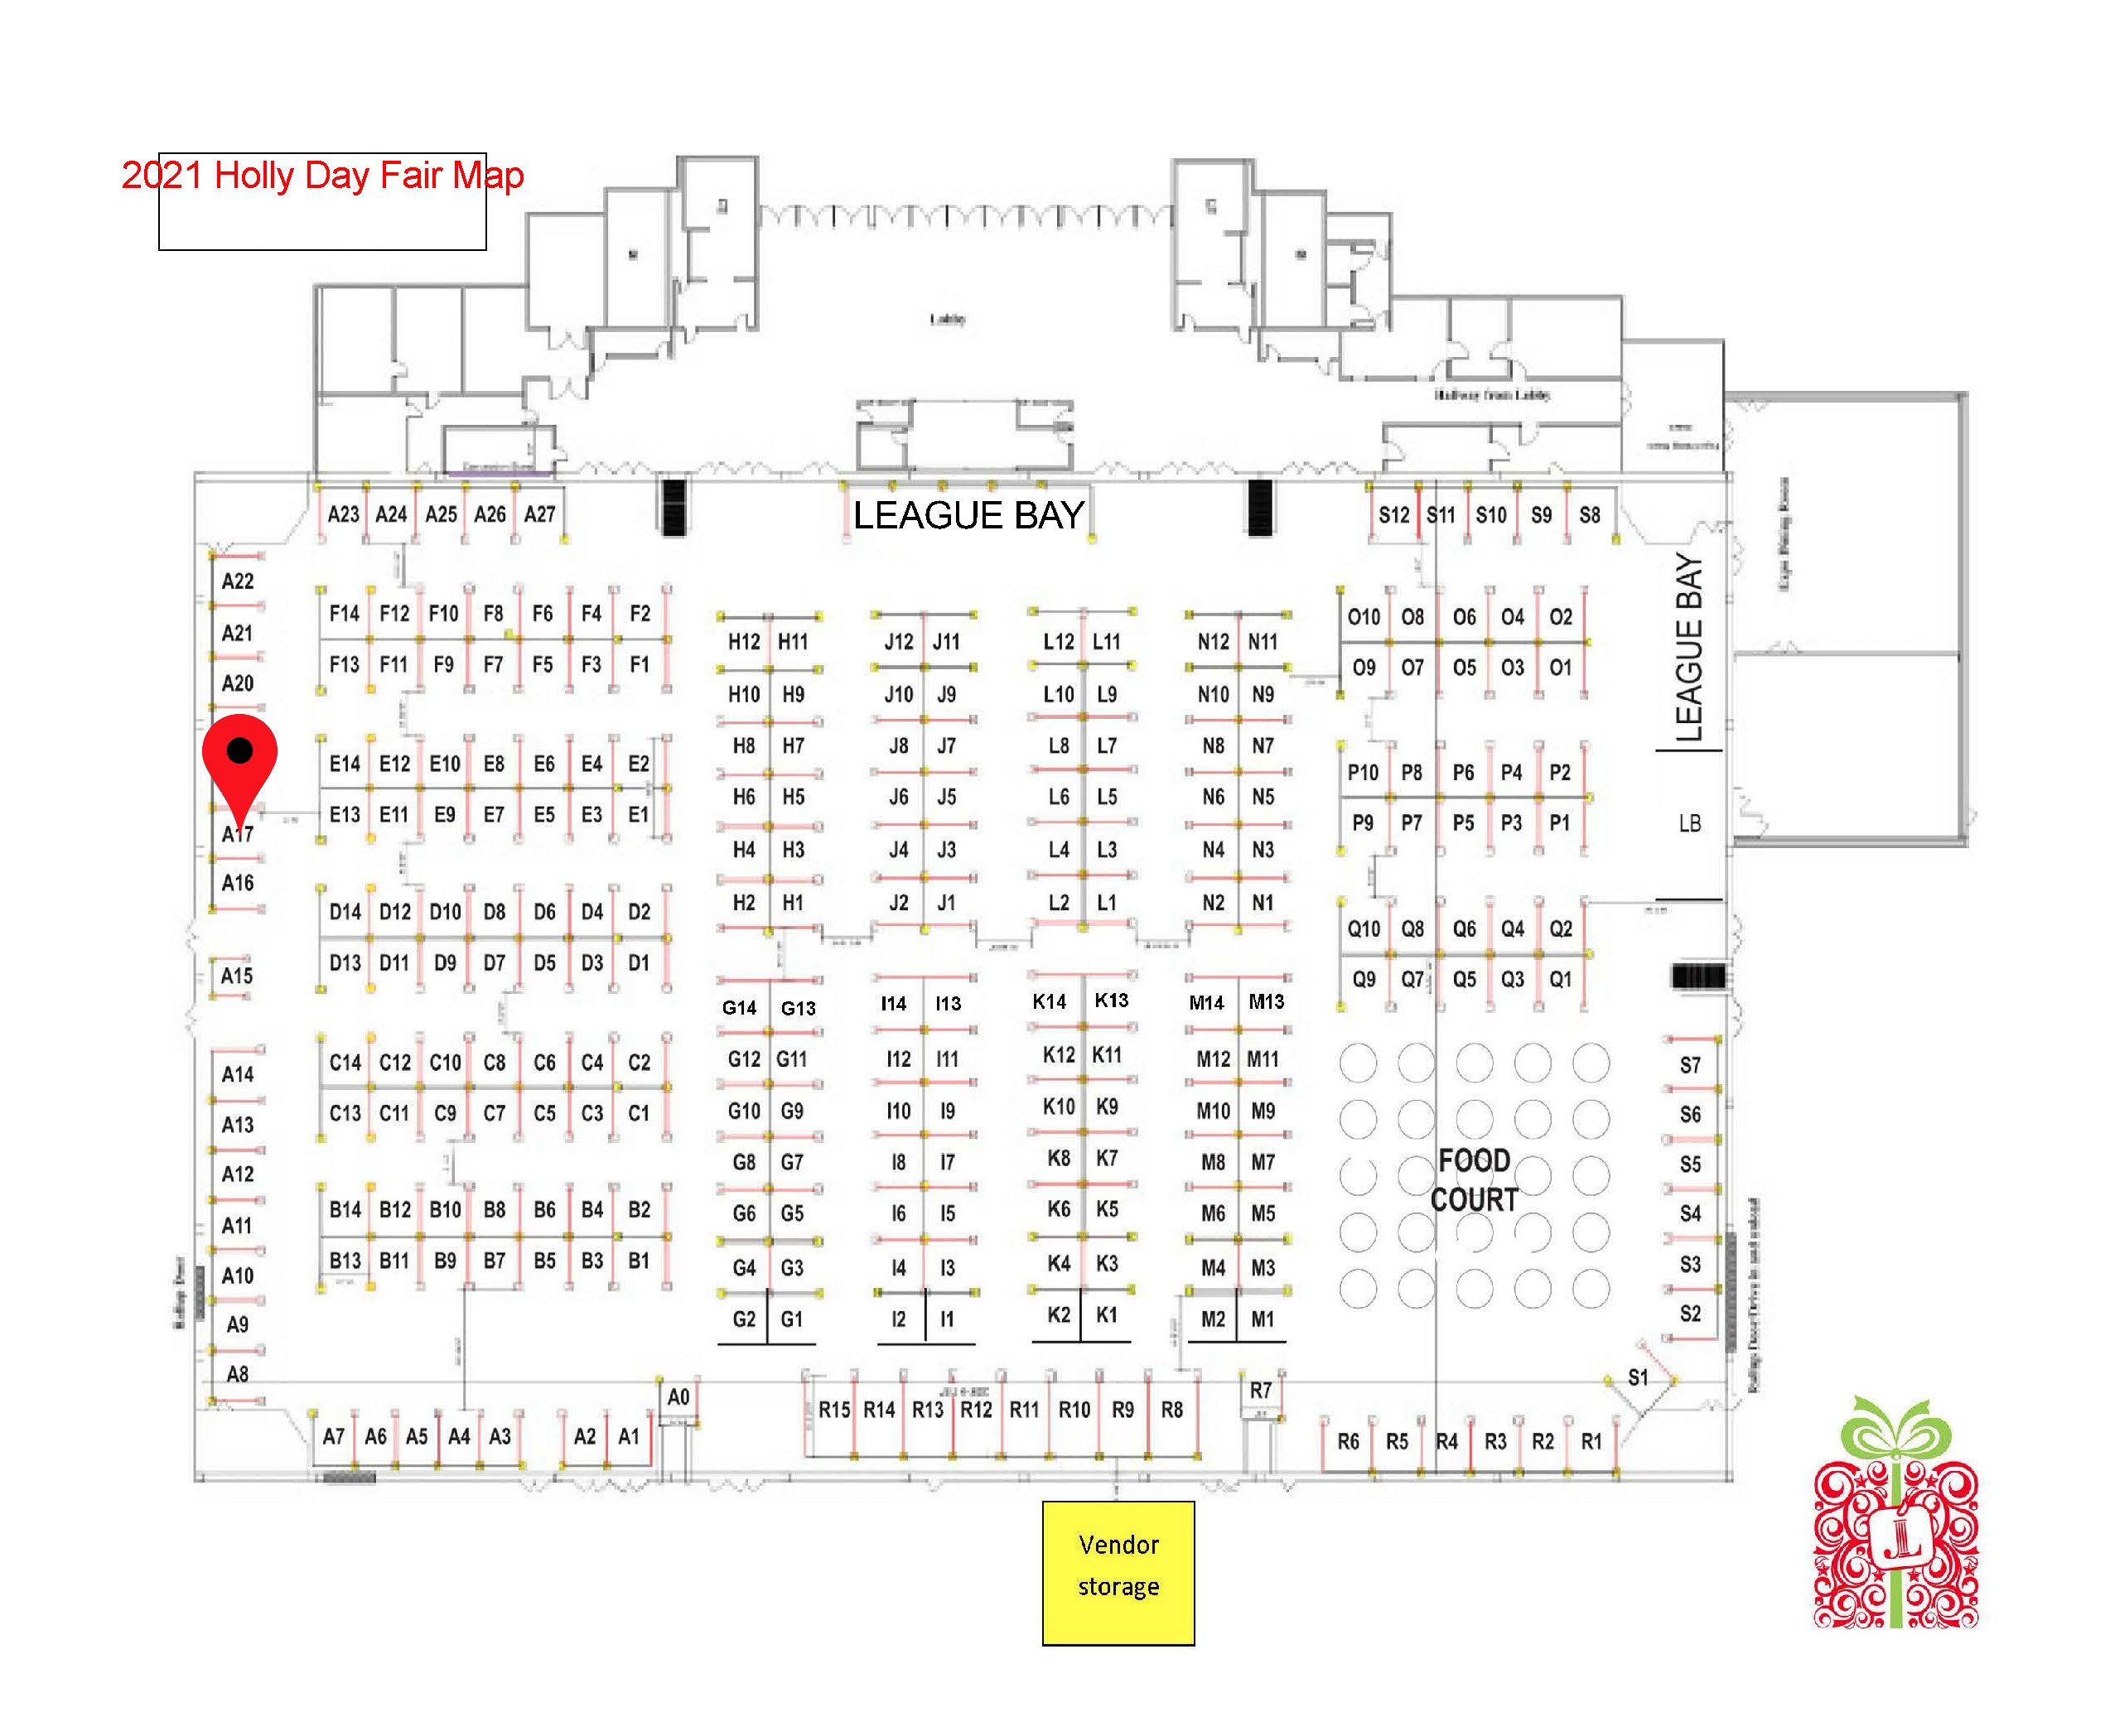 2021 Holly Day Fair Map
Lobby
Hallway from Lobby
LEAGUE BAY
A23 A24 A25 A26 A27
S12 S11 S10 S9 S8
LEAGUE BAY
LB
A22
A21
A20
A17
A16
A15
A14
A13
A12
A11
A10
A9
A8
F14 F12 F10 F8 F6 F4 F2
F13 F11 F9 F7 F5 F3 F1
E14 E12 E10 E8 E6 E4 E2
E13 E11 E9 E7 E5 E3 E1
D14 D12 D10 D8 D6 D4 D2
D13 D11 D9 D7 D5 D3 D1
C14 C12 C10 C8 C6 C4 C2
C13 C11 C9 C7 C5 C3 C1
B14 B12 B10 B8 B6 B4 B2
B13 B11 B9 B7 B5 B3 B1
H12 H11 J12 J11 L12 L11 N12 N11
H10 H9 J10 J9 L10 L9 N10 N9
H8 H7 J8 J7 L8 L7 N8 N7
H6 H5 J6 J5 L6 L5 N6 N5
H4 H3 J4 J3 L4 L3 N4 N3
H2 H1 J2 J1 L2 L1 N2 N1
G14 G13 I14 I13 K14 K13 M14 M13
G12 G11 I12 I11 K12 K11 M12 M11
G10 G9 I10 I9 K10 K9 M10 M9
G8 G7 I8 I7 K8 K7 M8 M7
G6 G5 I6 I5 K6 K5 M6 M5
G4 G3 I4 I3 K4 K3 M4 M3
G2 G1 I2 I1 K2 K1 M2 M1
O10 O8 O6 O4 O2
O9 O7 O5 O3 O1
P10 P8 P6 P4 P2
P9 P7 P5 P3 P1
Q10 Q8 Q6 Q4 Q2
Q9 Q7 Q5 Q3 Q1
FOOD
COURT
S7
S6
S5
S4
S3
S2
S1
A7 A6 A5 A4 A3 A2 A1
A0
R15 R14 R13 R12 R11 R10 R9 R8
R7
R6 R5 R4 R3 R2 R1
Vendor
storage
JL